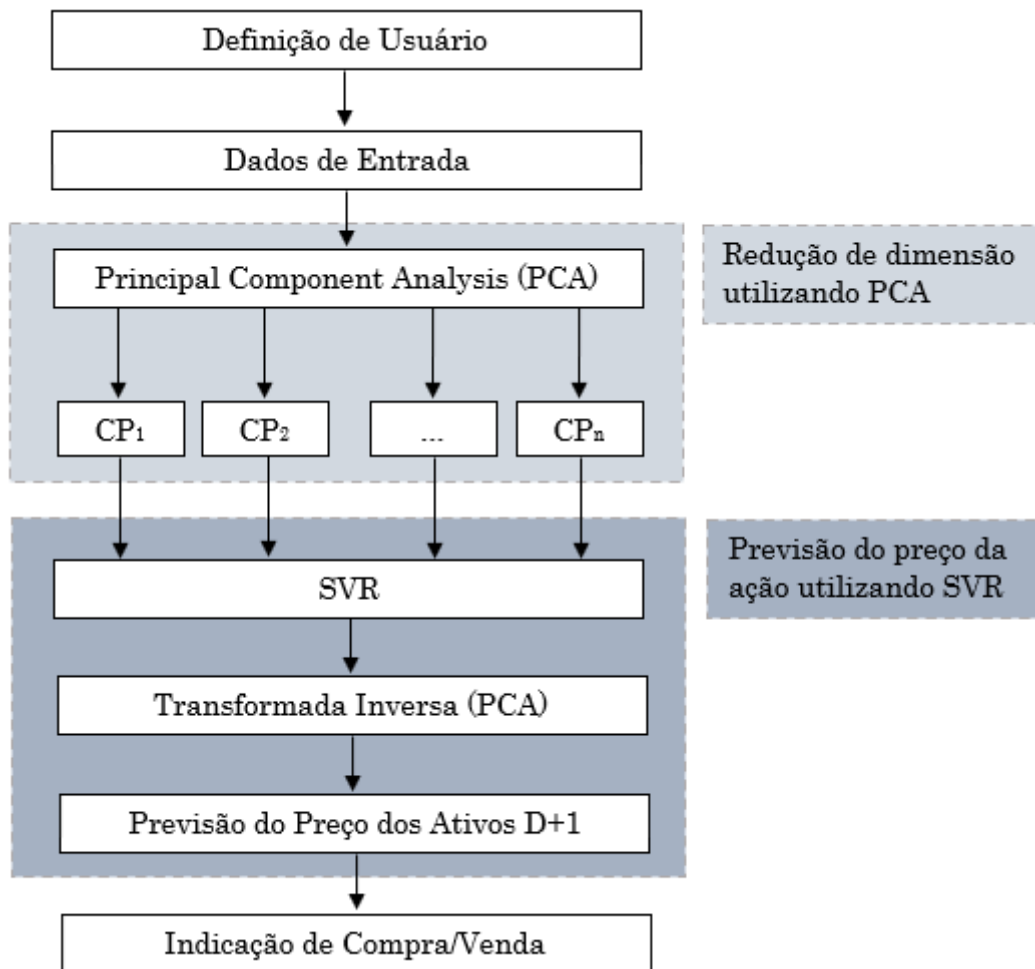 Definição de Usuário
Dados de Entrada
Principal Component Analysis (PCA)
Redução de dimensão
utilizando PCA
CP₁
CP₂
...
CPₙ
SVR
Previsão do preço da
ação utilizando SVR
Transformada Inversa (PCA)
Previsão do Preço dos Ativos D+1
Indicação de Compra/Venda